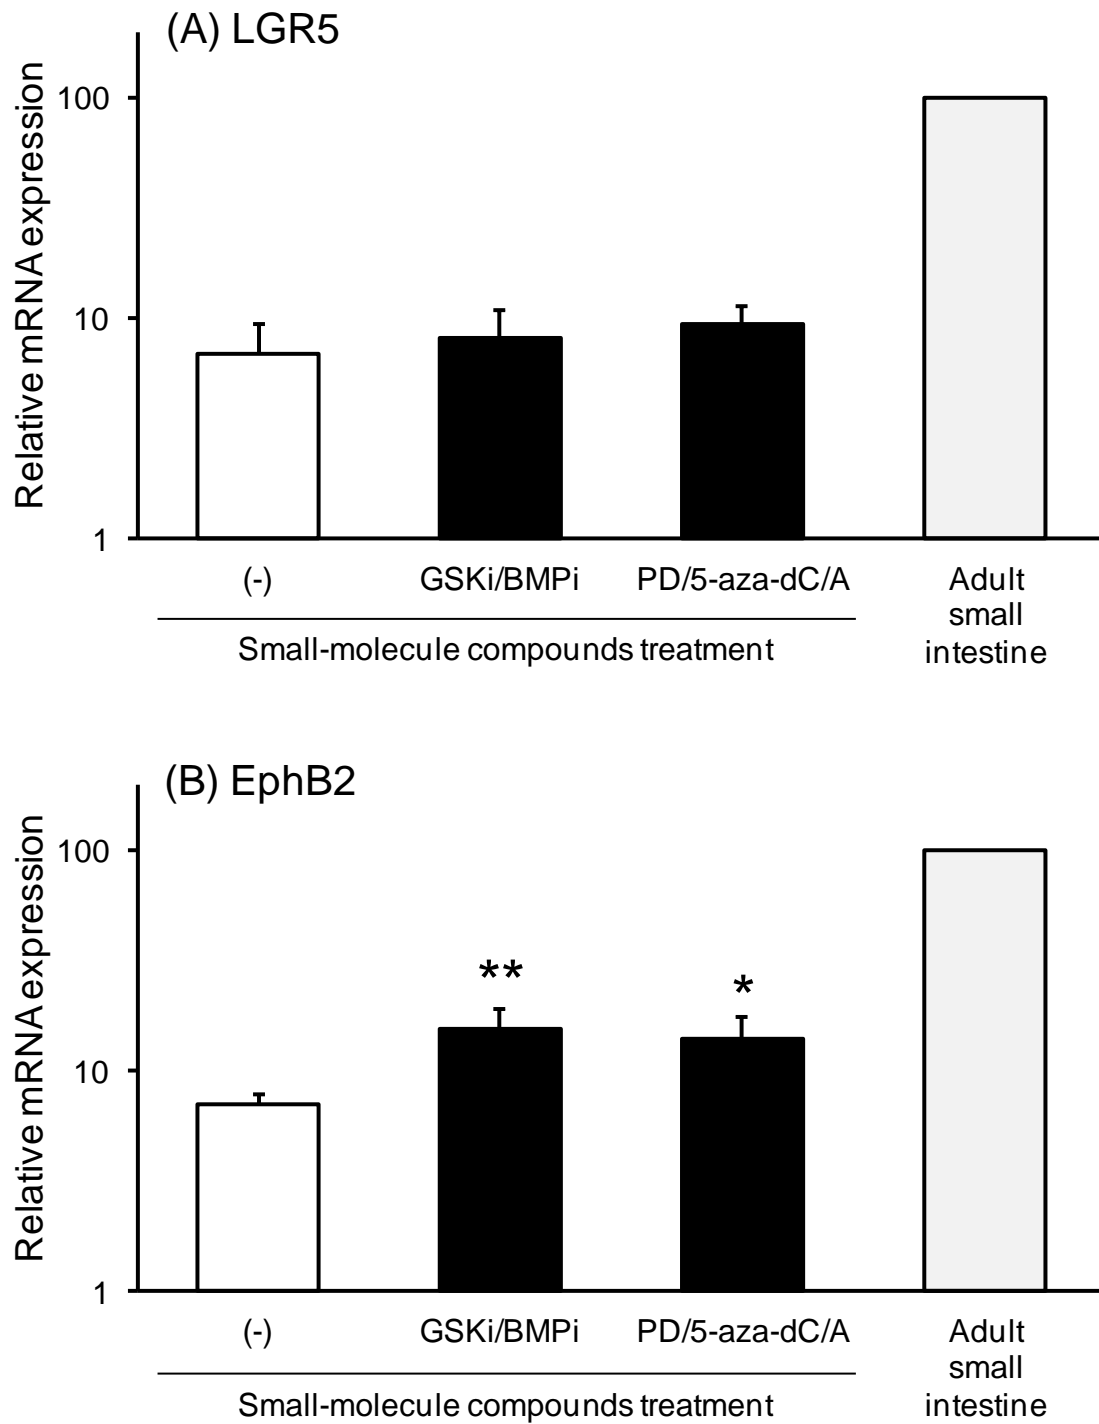 (A) LGR5
Relative mRNA expression
100
10
1
(-)
GSKi/BMPi
PD/5-aza-dC/A
Adult
small
intestine
Small-molecule compounds treatment
(B) EphB2
Relative mRNA expression
100
**
*
10
1
(-)
GSKi/BMPi
PD/5-aza-dC/A
Adult
small
intestine
Small-molecule compounds treatment